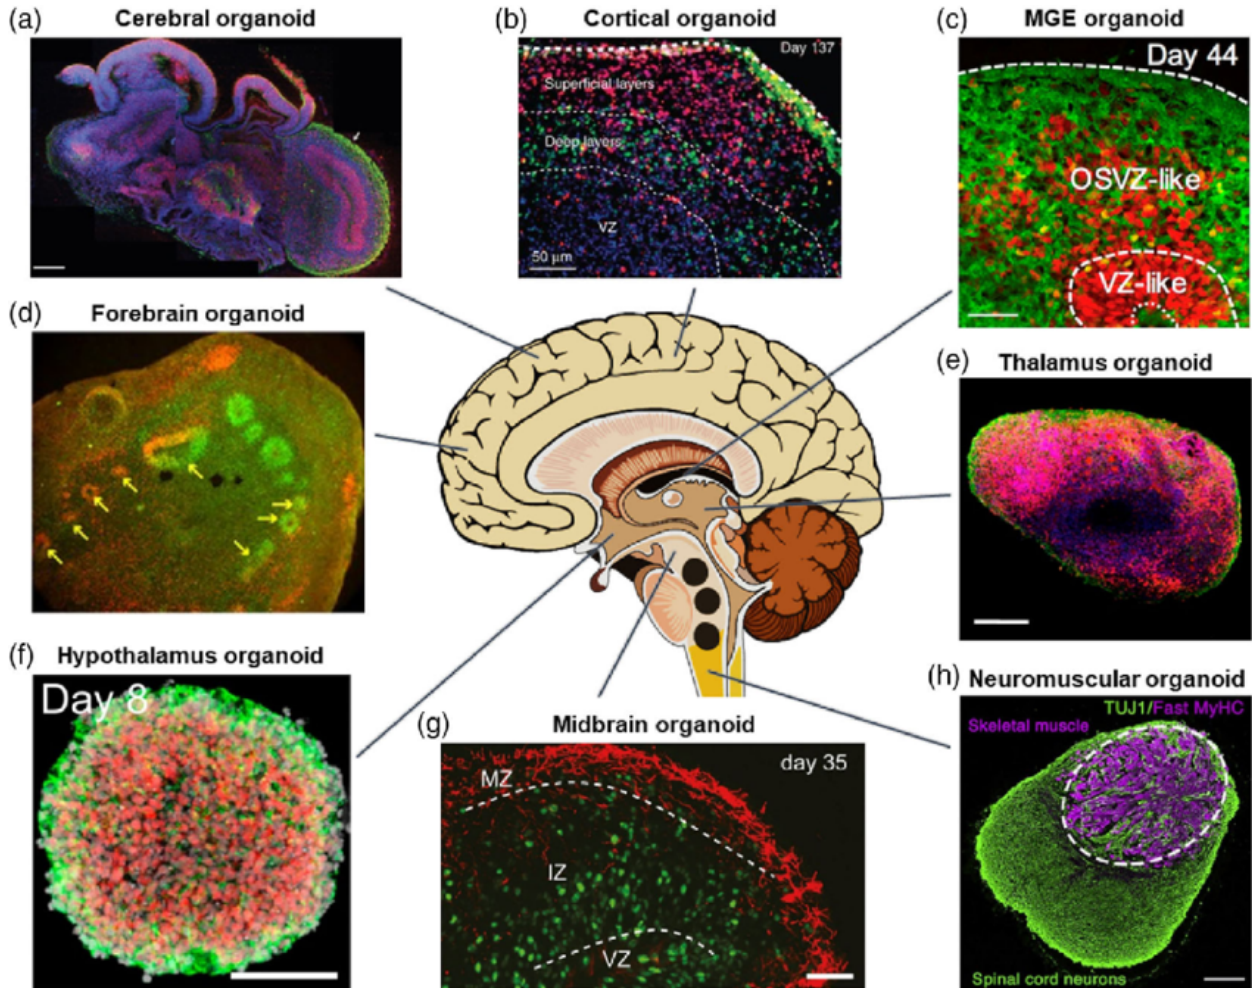 (a) Cerebral organoid
(b) Cortical organoid
Day 137
Superficial layers
Deep layers
VZ
50 μm
(c) MGE organoid
Day 44
OSVZ-like
VZ-like
(d) Forebrain organoid
(e) Thalamus organoid
(f) Hypothalamus organoid
Day 8
(g) Midbrain organoid
day 35
MZ
IZ
VZ
(h) Neuromuscular organoid
TUJ1/Fast MyHC
Skeletal muscle
Spinal cord neurons